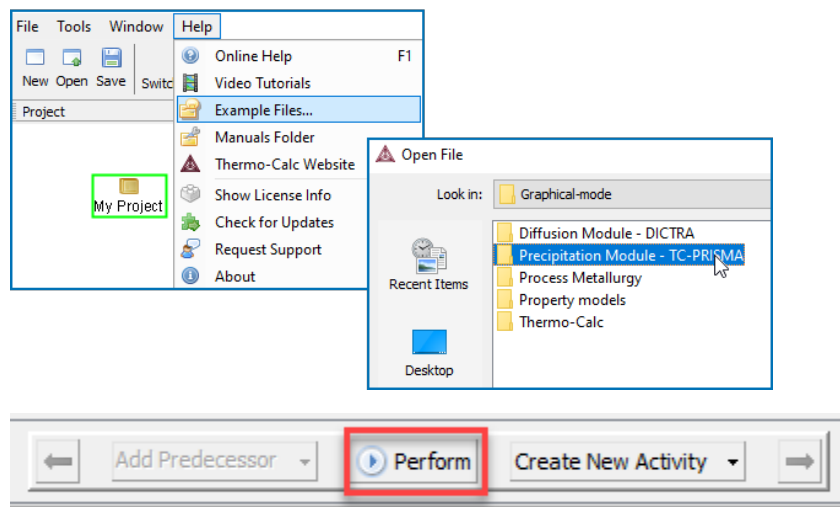 File Tools Window Help
New Open Save Switc
Project
My Project
Online Help F1
Video Tutorials
Example Files...
Manuals Folder
Thermo-Calc Website
Show License Info
Check for Updates
Request Support
About
Open File
Look in: Graphical-mode
Recent Items
Desktop
Diffusion Module - DICTRA
Precipitation Module - TC-PRISMA
Process Metallurgy
Property models
Thermo-Calc
Add Predecessor Perform Create New Activity